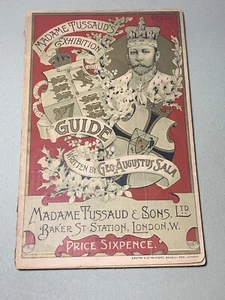 MADAME TUSSAUD'S
EXHIBITION
GUIDE
WRITTEN BY GEO. AUGUSTUS SALA
MADAME TUSSAUD & SONS, LTD
BAKER ST STATION, LONDON, W.
PRICE SIXPENCE.